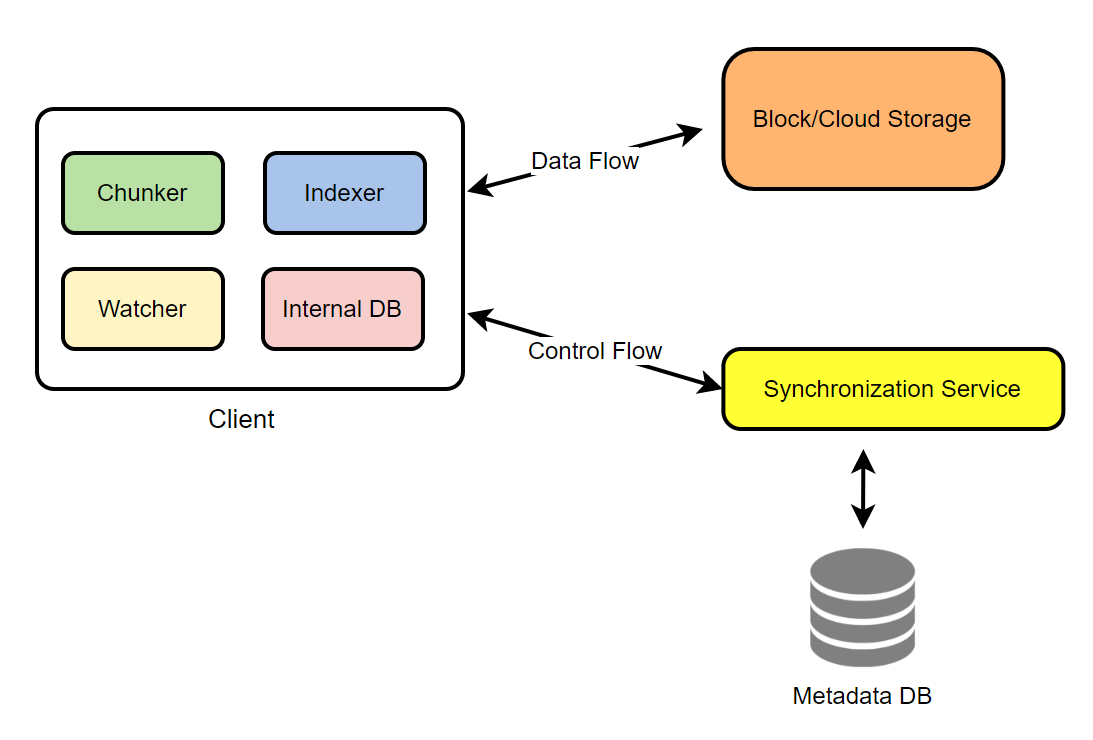 Block/Cloud Storage
Data Flow
Chunker
Indexer
Watcher
Internal DB
Control Flow
Synchronization Service
Client
Metadata DB